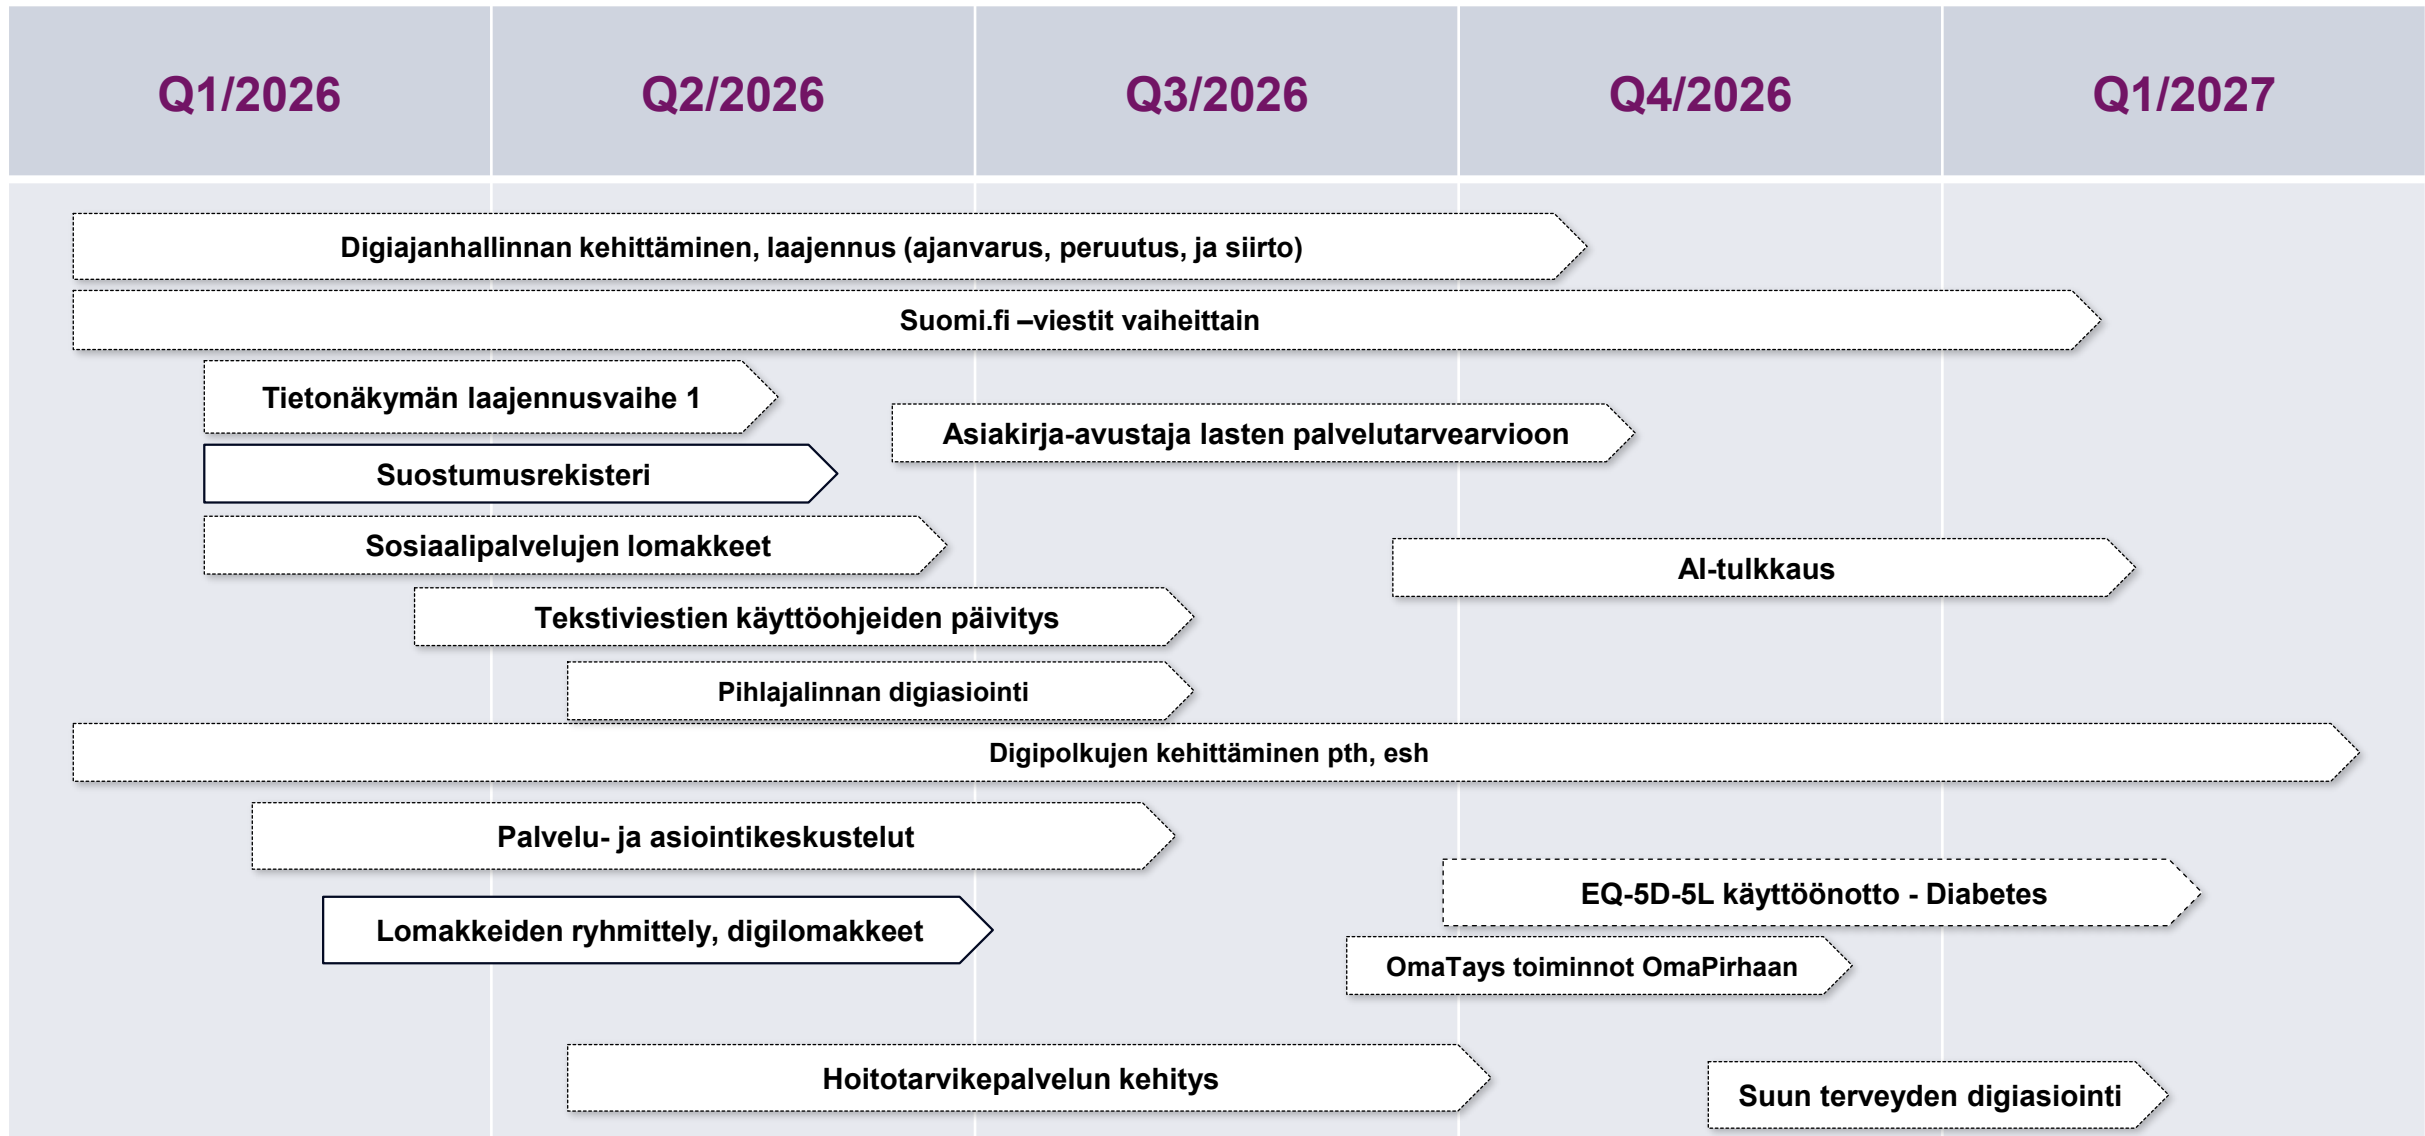 Q1/2026
Q2/2026
Q3/2026
Q4/2026
Q1/2027
Digiajanhallinnan kehittäminen, laajennus (ajanvarus, peruutus, ja siirto)
Suomi.fi –viestit vaiheittain
Tietonäkymän laajennusvaihe 1
Asiakirja-avustaja lasten palvelutarvearvioon
Suostumusrekisteri
Sosiaalipalvelujen lomakkeet
AI-tulkkaus
Tekstiviestien käyttöohjeiden päivitys
Pihlajalinnan digiasiointi
Digipolkujen kehittäminen pth, esh
Palvelu- ja asiointikeskustelut
EQ-5D-5L käyttöönotto - Diabetes
Lomakkeiden ryhmittely, digilomakkeet
OmaTays toiminnot OmaPirhaan
Hoitotarvikepalvelun kehitys
Suun terveyden digiasiointi